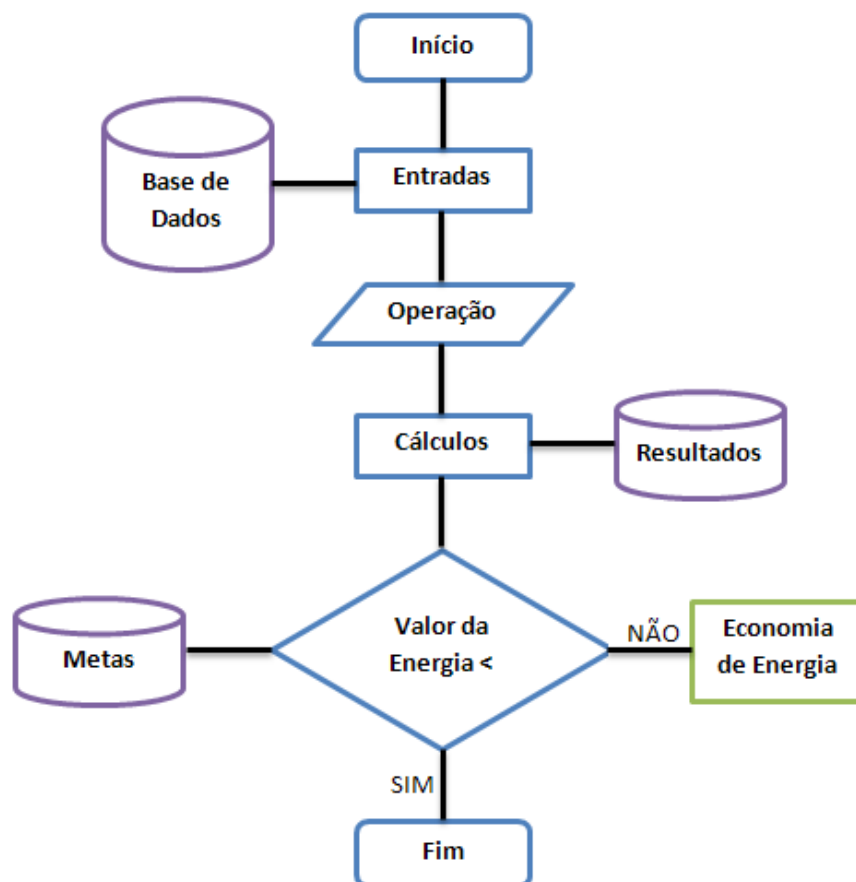 Início
Base de
Dados
Entradas
Operação
Cálculos
Resultados
Metas
Valor da
Energia <
NÃO
Economia
de Energia
SIM
Fim